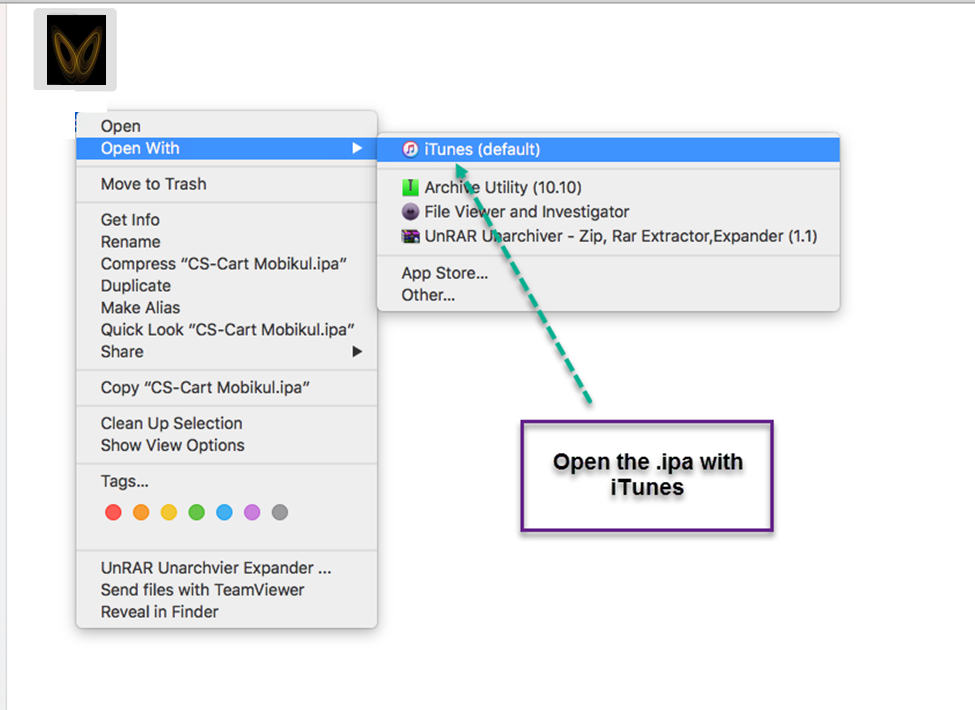 Open
Open With
Move to Trash
Get Info
Rename
Compress “CS-Cart Mobikul.ipa”
Duplicate
Make Alias
Quick Look “CS-Cart Mobikul.ipa”
Share
Copy “CS-Cart Mobikul.ipa”
Clean Up Selection
Show View Options
Tags...
UnRAR Unarchvier Expander ...
Send files with TeamViewer
Reveal in Finder
iTunes (default)
Archive Utility (10.10)
File Viewer and Investigator
UnRAR Unarchiver - Zip, Rar Extractor,Expander (1.1)
App Store...
Other...
Open the .ipa with
iTunes